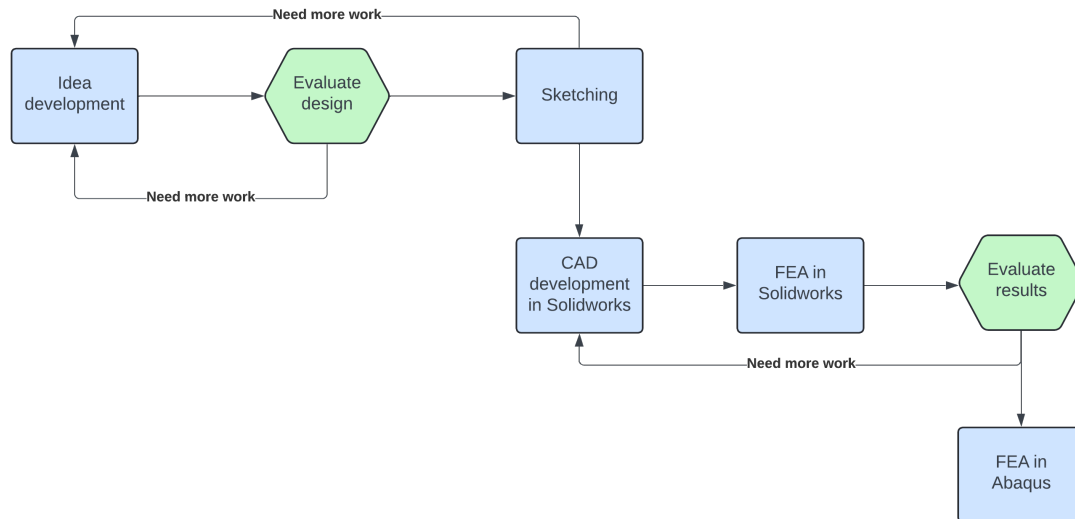 Need more work
Idea
development
Evaluate
design
Sketching
Need more work
CAD
development
in Solidworks
FEA in
Solidworks
Evaluate
results
Need more work
FEA in
Abaqus